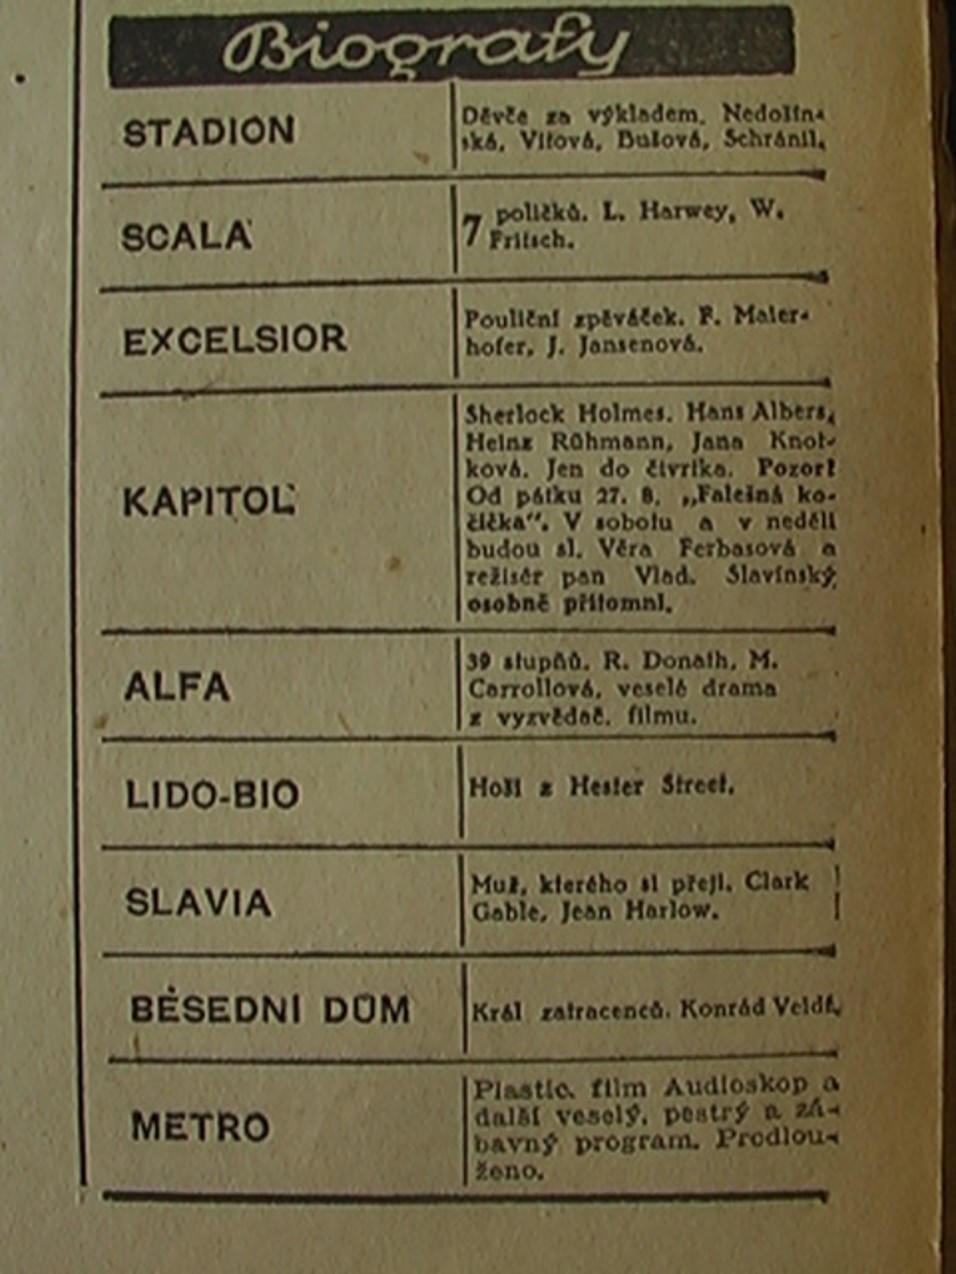 Biografy
STADION
Děvče za výkladem. Nedolín-
ská, Vítová, Bušová, Schránil.
SCALA
7 políčků. L. Harwey, W.
Fritsch.
EXCELSIOR
Pouliční zpěváček. F. Maier-
hofer, J. Jansenová.
KAPITOL
Sherlock Holmes. Hans Albers,
Heinz Rühmann, Jana Knot-
ková. Jen do čtvrtka. Pozor!
Od pátku 27. 8. „Falešná ko-
čička“. V sobotu a v neděli
budou sl. Věra Ferbasová a
režisér pan Vlad. Slavínský
osobně přítomni.
ALFA
39 stupňů. R. Donath, M.
Carrollová, veselé drama
z vyzvědač. filmu.
LIDO-BIO
Hoši z Hester Street.
SLAVIA
Muž, kterého si přejí. Clark
Gable, Jean Harlow.
BESEDNÍ DŮM
Král zatracenců. Konrád Veidt.
METRO
Plastic. film Audioskop a
další veselý, pestrý a zá-
bavný program. Prodlou-
ženo.